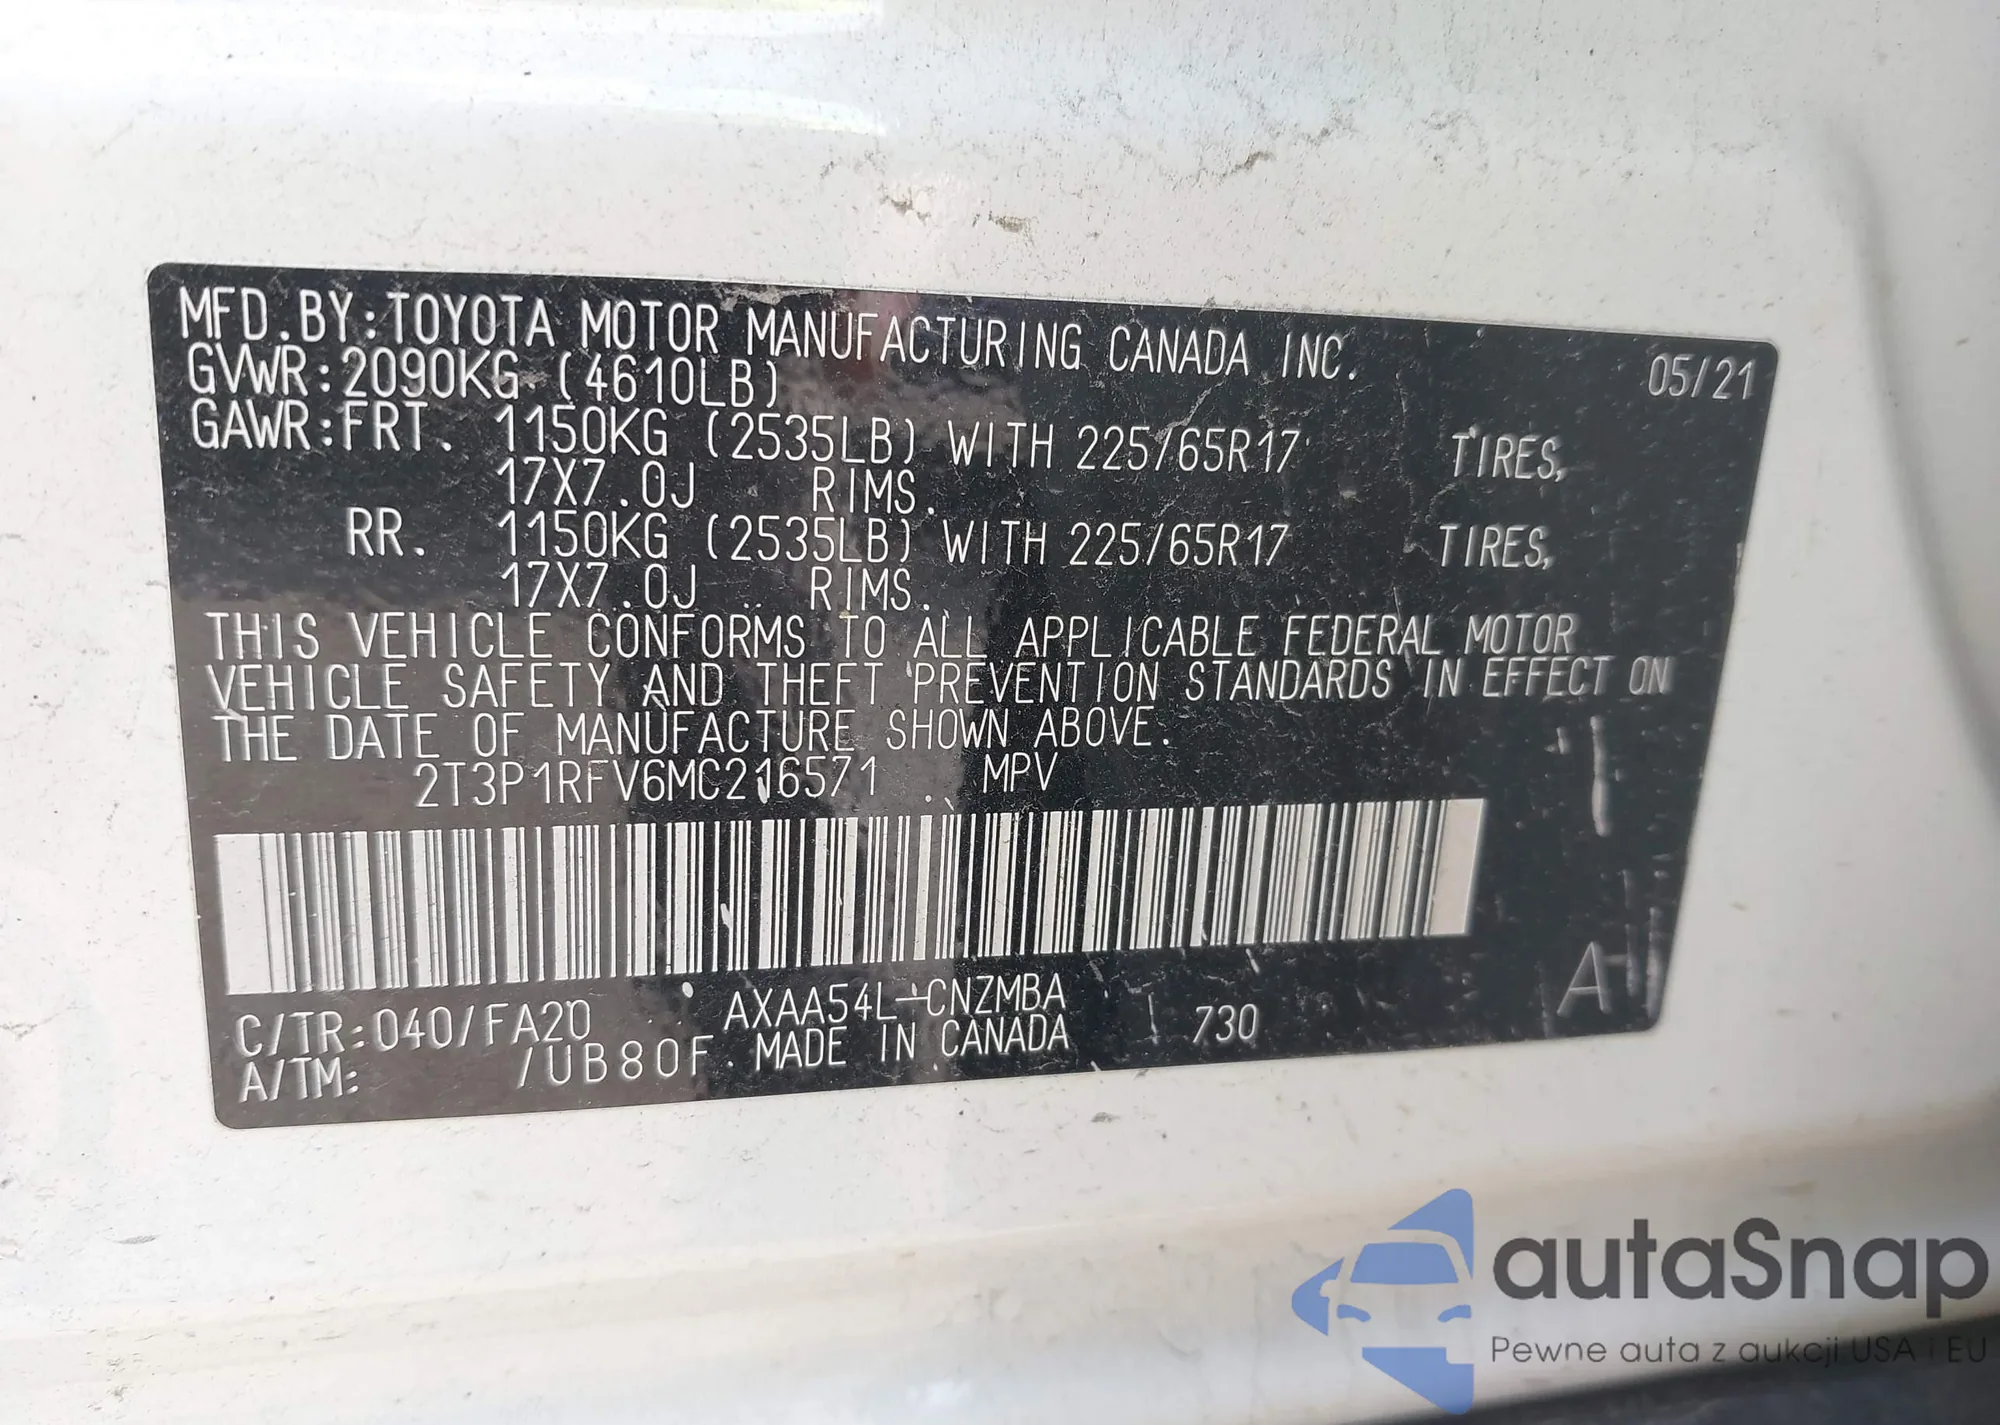 MFD.BY:TOYOTA MOTOR MANUFACTURING CANADA INC. 05/21
GVWR:2090KG (4610LB)
GAWR:FRT. 1150KG (2535LB) WITH 225/65R17 TIRES,
17X7.0J RIMS.
RR. 1150KG (2535LB) WITH 225/65R17 TIRES,
17X7.0J RIMS.
THIS VEHICLE CONFORMS TO ALL APPLICABLE FEDERAL MOTOR
VEHICLE SAFETY AND THEFT PREVENTION STANDARDS IN EFFECT ON
THE DATE OF MANUFACTURE SHOWN ABOVE.
2T3P1RFV6MC216571 MPV
C/TR:040/FA20 AXAA54L-CNZMBA 730 A
A/TM: /UB80F MADE IN CANADA
autaSnap
Pewne auta z aukcji USA i EU